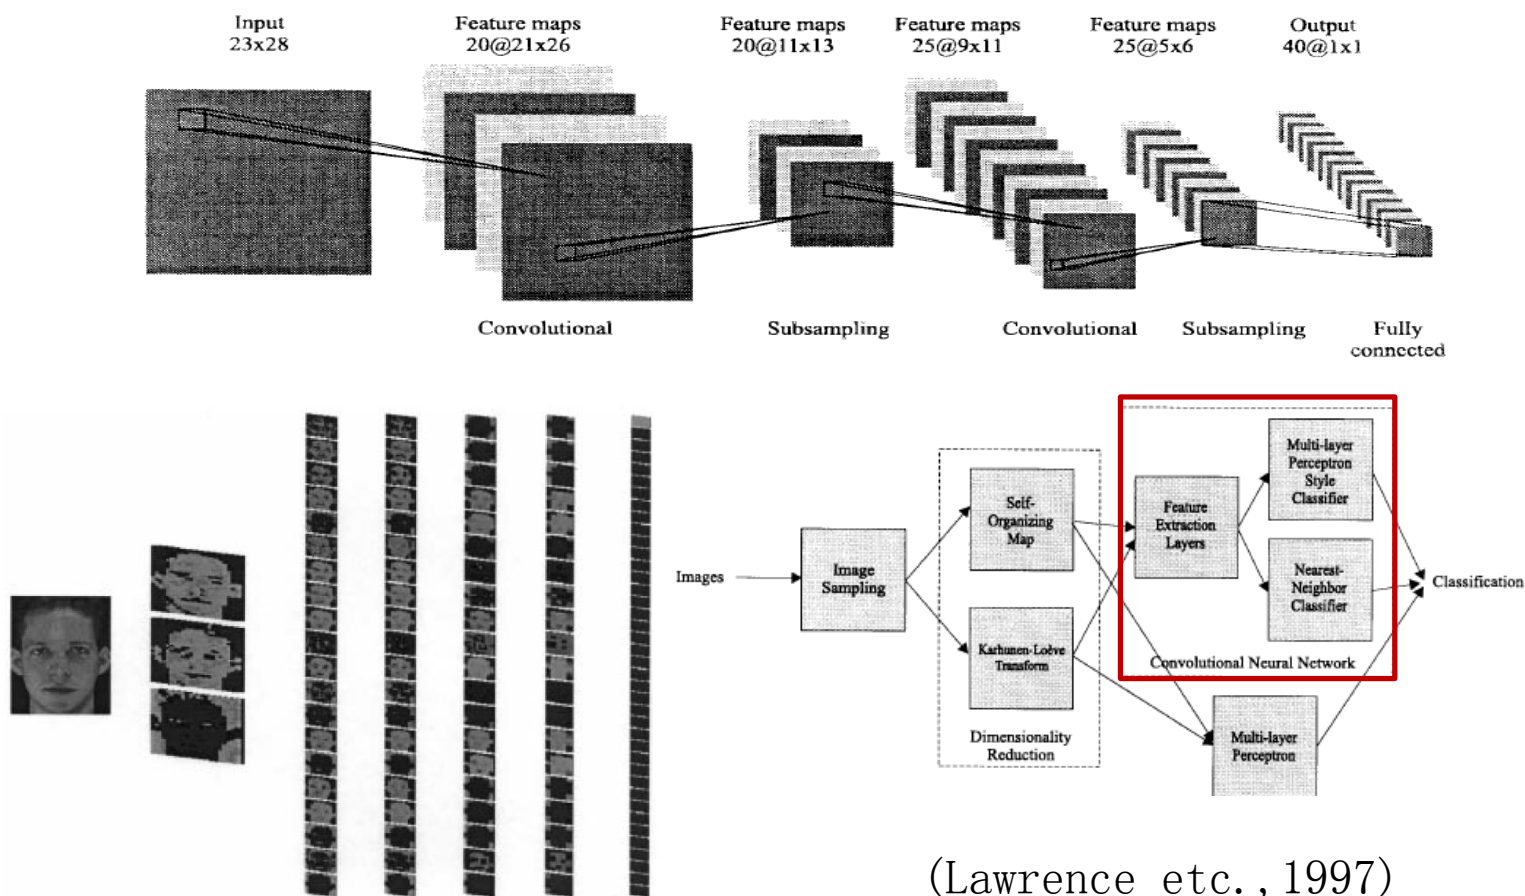 Input
23x28
Feature maps
20@21x26
Feature maps
20@11x13
Feature maps
25@9x11
Feature maps
25@5x6
Output
40@1x1
Convolutional
Subsampling
Convolutional
Subsampling
Fully
connected
Images
Image
Sampling
Self-
Organizing
Map
Karhunen-Loève
Transform
Dimensionality
Reduction
Feature
Extraction
Layers
Multi-layer
Perceptron
Style
Classifier
Nearest-
Neighbor
Classifier
Convolutional Neural Network
Multi-layer
Perceptron
Classification
(Lawrence etc.,1997)